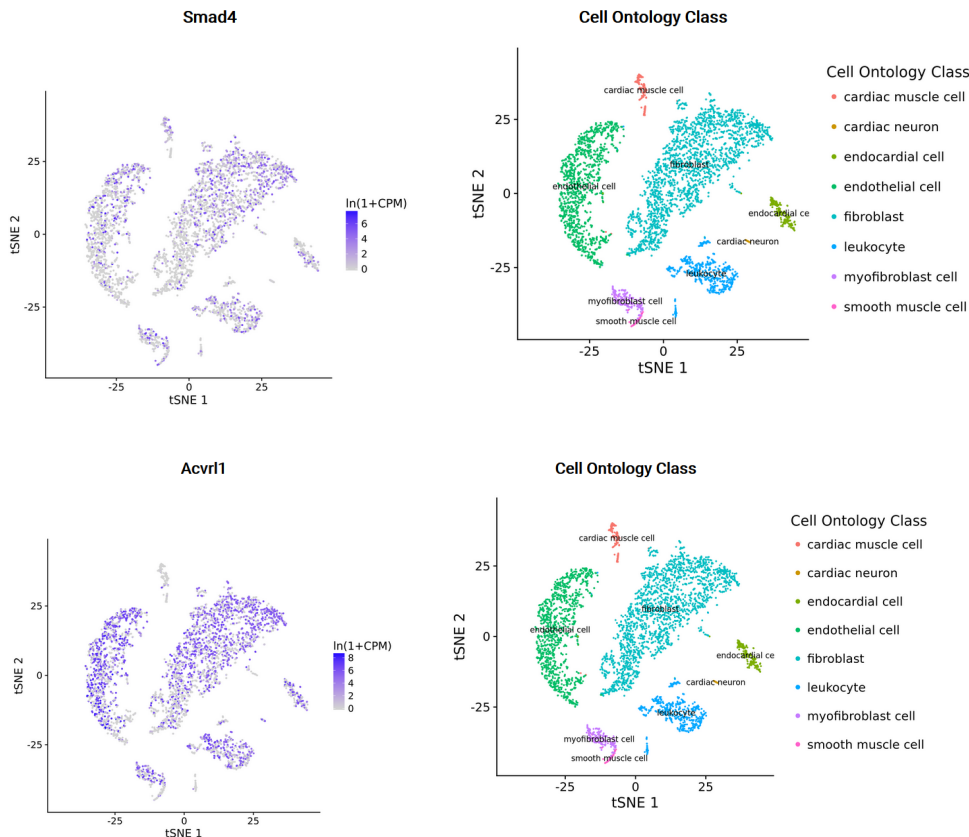 Smad4
Cell Ontology Class
25
0
-25
tSNE 2
-25
0
25
tSNE 1
ln(1+CPM)
6
4
2
0
25
0
-25
tSNE 2
-25
0
25
tSNE 1
cardiac muscle cell
fibroblast
endothelial cell
endocardial ce
cardiac neuron
leukocyte
myofibroblast cell
smooth muscle cell
Cell Ontology Class
cardiac muscle cell
cardiac neuron
endocardial cell
endothelial cell
fibroblast
leukocyte
myofibroblast cell
smooth muscle cell
Acvrl1
Cell Ontology Class
25
0
-25
tSNE 2
-25
0
25
tSNE 1
ln(1+CPM)
8
6
4
2
0
25
0
-25
tSNE 2
-25
0
25
tSNE 1
cardiac muscle cell
fibroblast
endothelial cell
endocardial ce
cardiac neuron
leukocyte
myofibroblast cell
smooth muscle cell
Cell Ontology Class
cardiac muscle cell
cardiac neuron
endocardial cell
endothelial cell
fibroblast
leukocyte
myofibroblast cell
smooth muscle cell